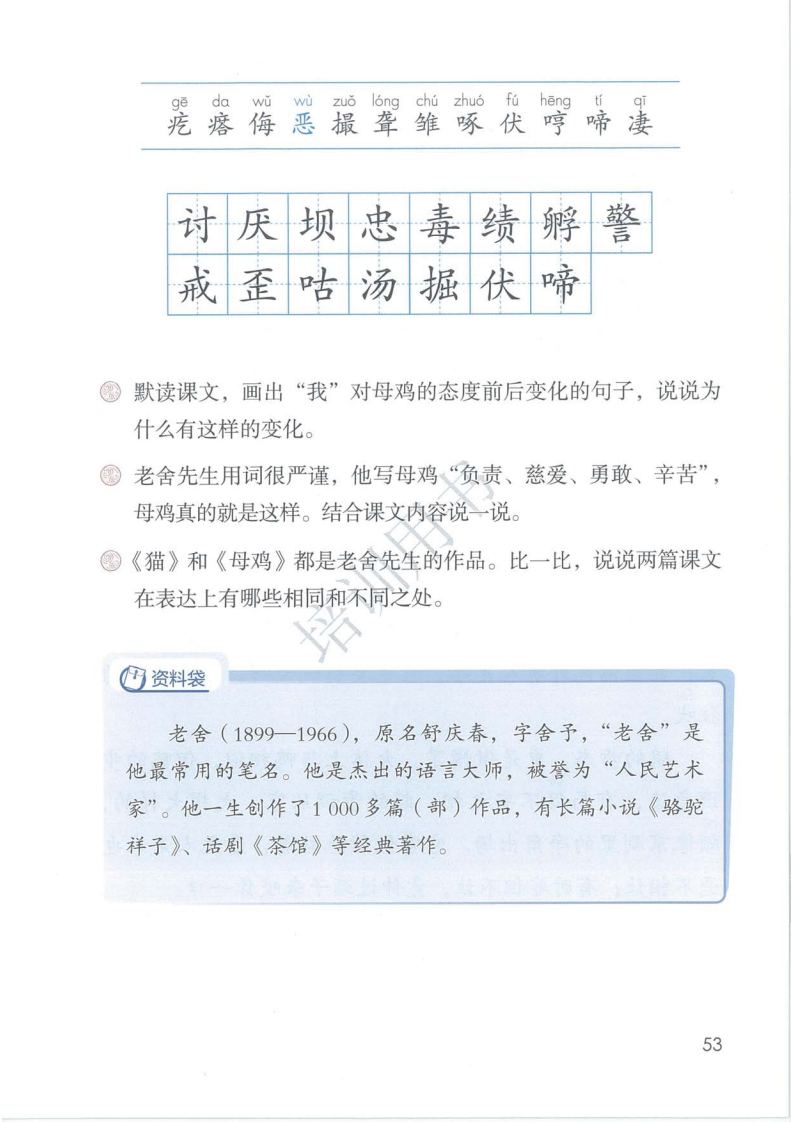 gē da wǔ wù zuǒ lóng chú zhuó fú hēng tí qī
疙 瘩 侮 恶 撮 聋 雏 啄 伏 哼 啼 凄
讨 厌 坝 忠 毒 绩 孵 警
戒 歪 咕 汤 掘 伏 啼
默读课文，画出“我”对母鸡的态度前后变化的句子，说说为
什么有这样的变化。
老舍先生用词很严谨，他写母鸡“负责、慈爱、勇敢、辛苦”，
母鸡真的就是这样。结合课文内容说一说。
《猫》和《母鸡》都是老舍先生的作品。比一比，说说两篇课文
在表达上有哪些相同和不同之处。
培训用书
资料袋
老舍（1899—1966），原名舒庆春，字舍予，“老舍”是
他最常用的笔名。他是杰出的语言大师，被誉为“人民艺术
家”。他一生创作了1 000多篇（部）作品，有长篇小说《骆驼
祥子》、话剧《茶馆》等经典著作。
53